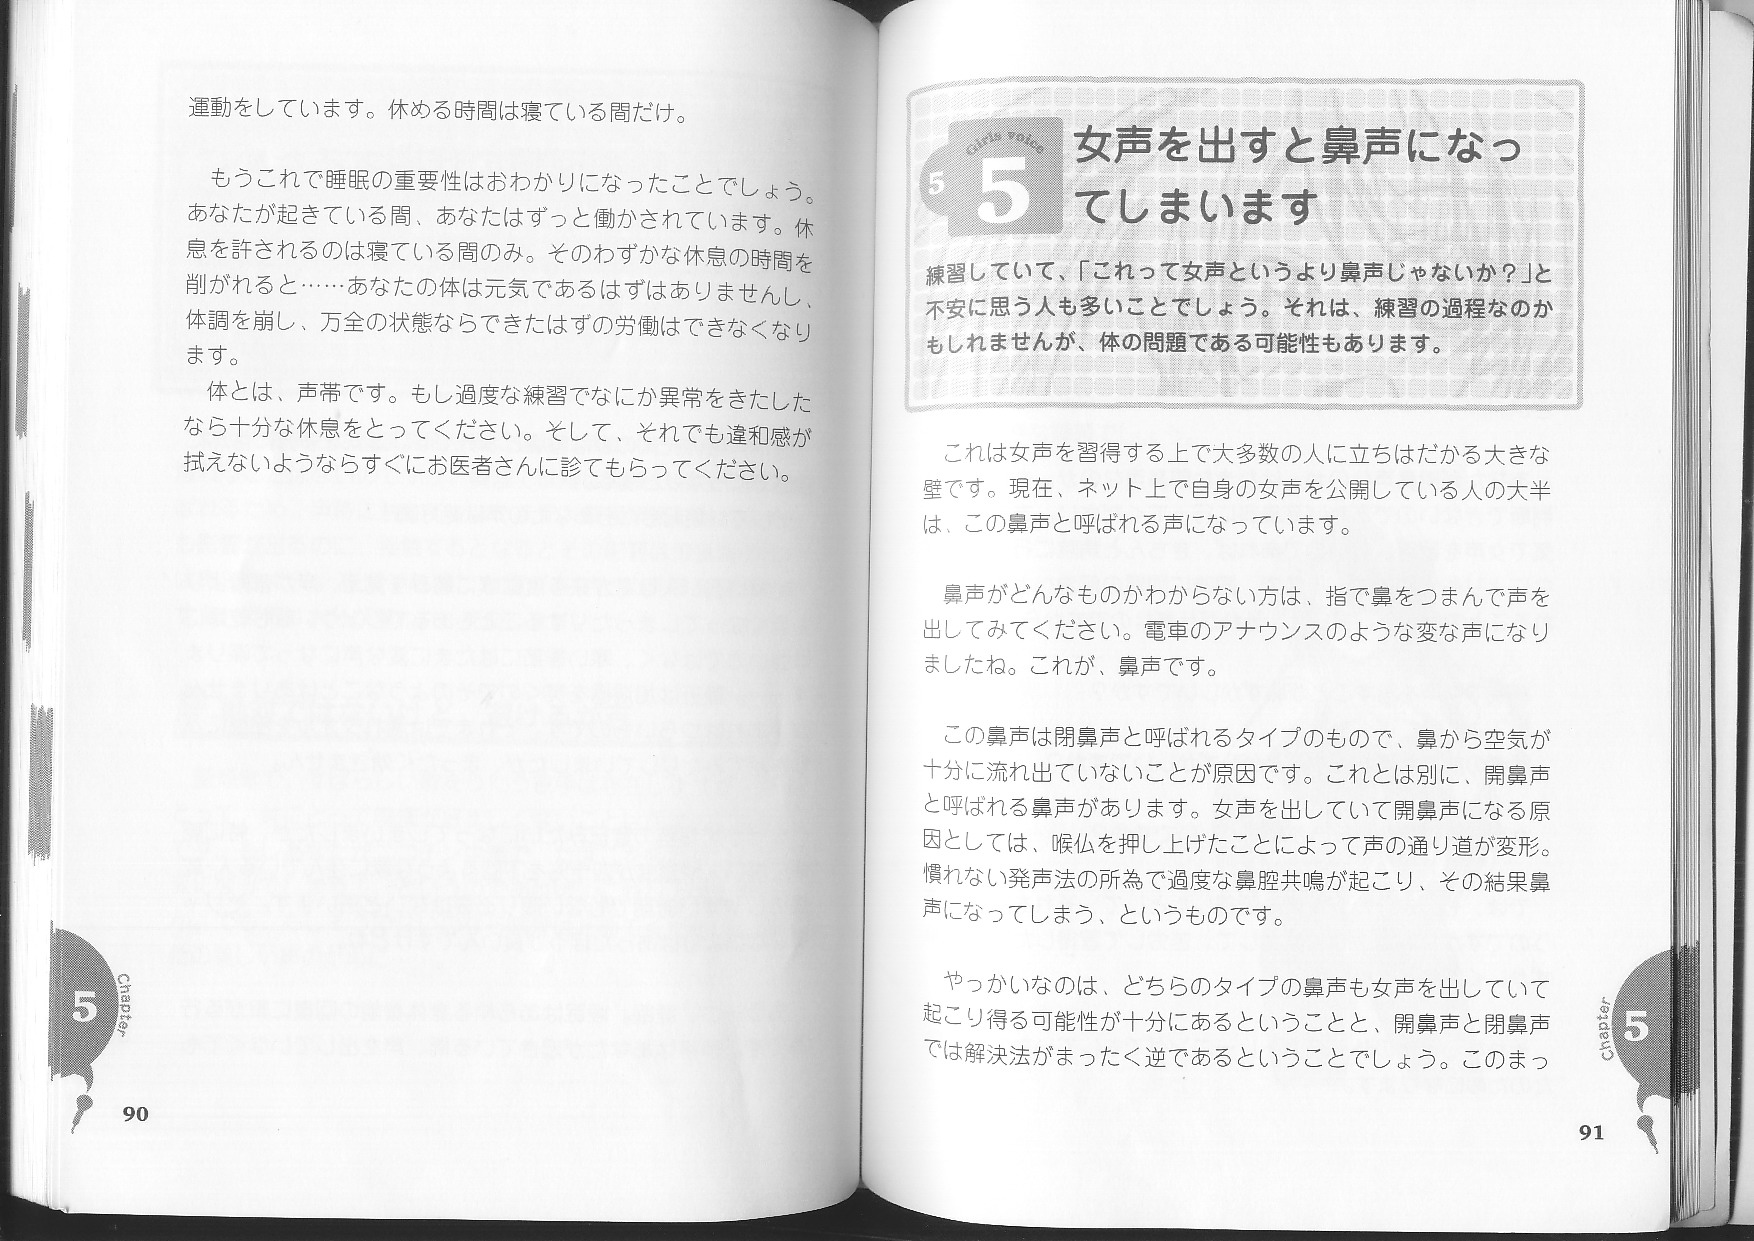 運動をしています。休める時間は寝ている間だけ。
もうこれで睡眠の重要性はおわかりになったことでしょう。
あなたが起きている間、あなたはずっと働かされています。休
息を許されるのは寝ている間のみ。そのわずかな休息の時間を
削がれると……あなたの体は元気であるはずはありませんし、
体調を崩し、万全の状態ならできたはずの労働はできなくなり
ます。
体とは、声帯です。もし過度な練習でなにか異常をきたした
なら十分な休息をとってください。そして、それでも違和感が
拭えないようならすぐにお医者さんに診てもらってください。
5
Chapter
90
Girls voice
5
5
女声を出すと鼻声になっ
てしまいます
練習していて、「これって女声というより鼻声じゃないか？」と
不安に思う人も多いことでしょう。それは、練習の過程なのか
もしれませんが、体の問題である可能性もあります。
これは女声を習得する上で大多数の人に立ちはだかる大きな
壁です。現在、ネット上で自身の女声を公開している人の大半
は、この鼻声と呼ばれる声になっています。
鼻声がどんなものかわからない方は、指で鼻をつまんで声を
出してみてください。電車のアナウンスのような変な声になり
ましたね。これが、鼻声です。
この鼻声は閉鼻声と呼ばれるタイプのもので、鼻から空気が
十分に流れ出ていないことが原因です。これとは別に、開鼻声
と呼ばれる鼻声があります。女声を出していて開鼻声になる原
因としては、喉仏を押し上げたことによって声の通り道が変形。
慣れない発声法の所為で過度な鼻腔共鳴が起こり、その結果鼻
声になってしまう、というものです。
やっかいなのは、どちらのタイプの鼻声も女声を出していて
起こり得る可能性が十分にあるということと、開鼻声と閉鼻声
では解決法がまったく逆であるということでしょう。このまっ
Chapter
5
91